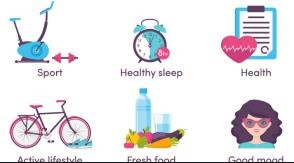 8h
Sport
Healthy sleep
Health
Active lifestyle
Fresh food
Good mood